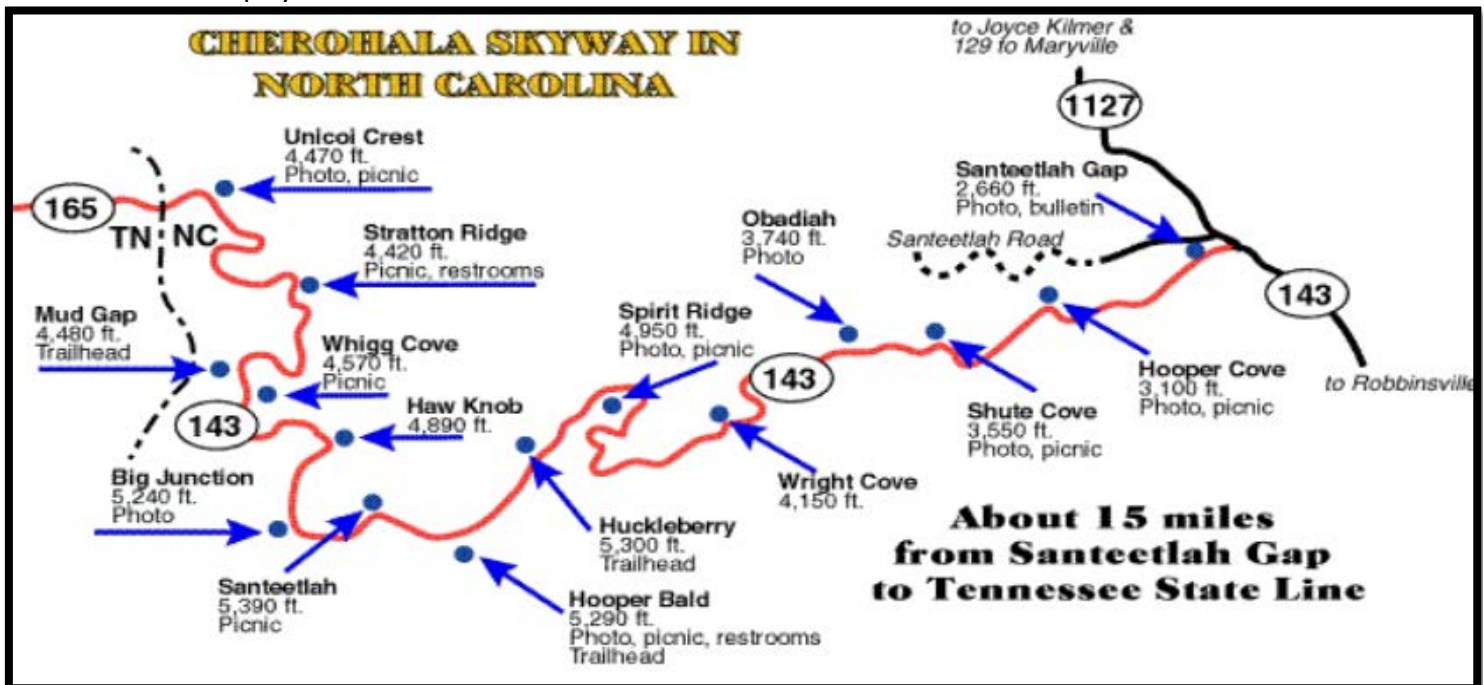 CHEROHALA SKYWAY IN
NORTH CAROLINA
to Joyce Kilmer &
129 to Maryville
1127
Unicoi Crest
4,470 ft.
Photo, picnic
165
TN
NC
Stratton Ridge
4,420 ft.
Picnic, restrooms
Mud Gap
4,480 ft.
Trailhead
Whigg Cove
4,570 ft.
Picnic
143
Haw Knob
4,890 ft.
Big Junction
5,240 ft.
Photo
Santeetlah
5,390 ft.
Picnic
Hooper Bald
5,290 ft.
Photo, picnic, restrooms
Trailhead
Huckleberry
5,300 ft.
Trailhead
Spirit Ridge
4,950 ft.
Photo, picnic
Wright Cove
4,150 ft.
143
Obadiah
3,740 ft.
Photo
Shute Cove
3,550 ft.
Photo, picnic
Hooper Cove
3,100 ft.
Photo, picnic
Santeetlah Road
Santeetlah Gap
2,660 ft.
Photo, bulletin
143
to Robbinsville
About 15 miles
from Santeetlah Gap
to Tennessee State Line